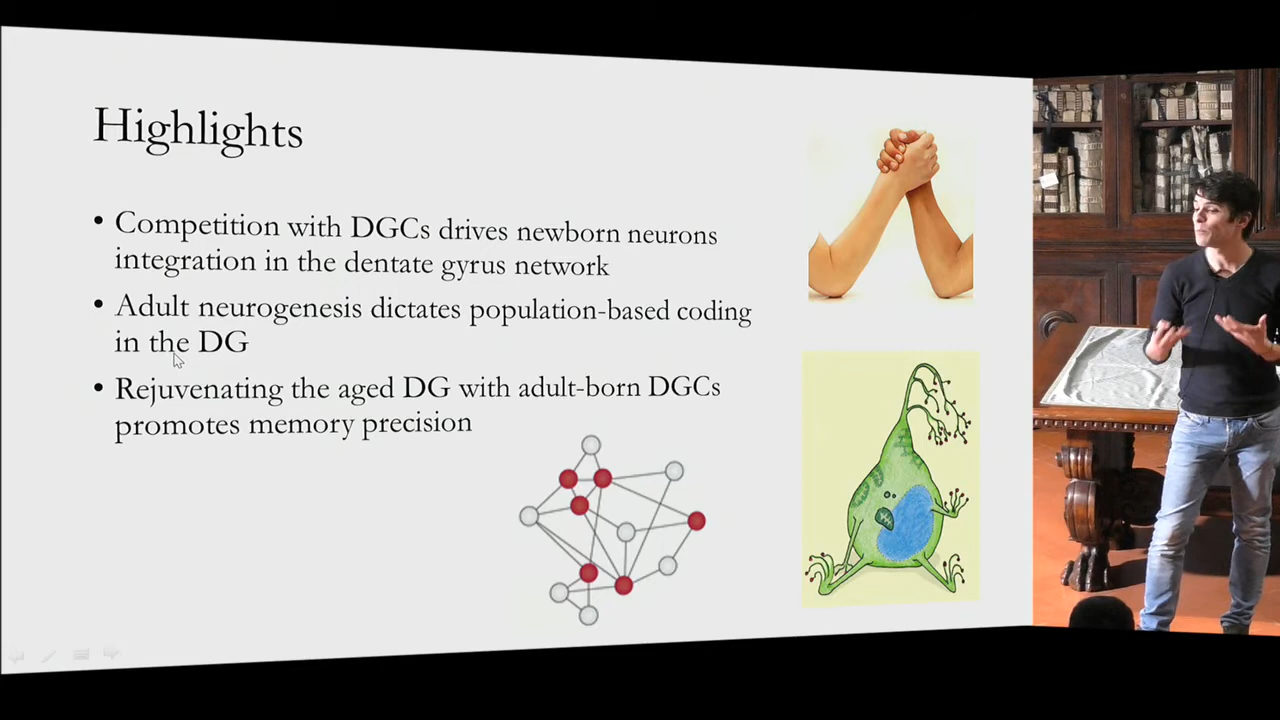 Highlights
• Competition with DGCs drives newborn neurons
integration in the dentate gyrus network
• Adult neurogenesis dictates population-based coding
in the DG
• Rejuvenating the aged DG with adult-born DGCs
promotes memory precision